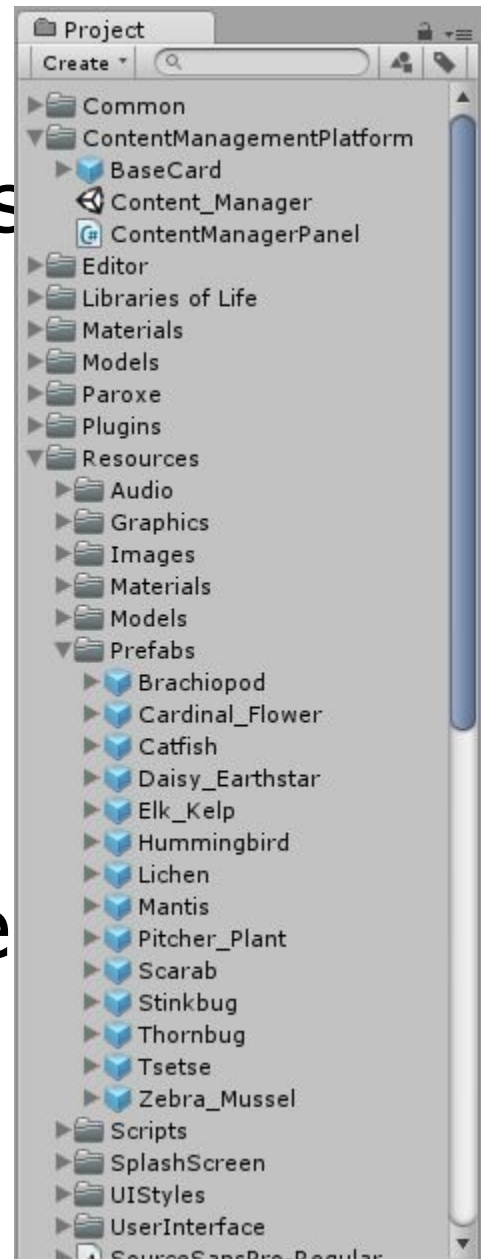 Project
Create
Common
ContentManagementPlatform
BaseCard
s
Content_Manager
C#
ContentManagerPanel
Editor
Libraries of Life
Materials
Models
Paroxe
Plugins
Resources
Audio
Graphics
Images
Materials
Models
Prefabs
Brachiopod
Cardinal_Flower
Catfish
Daisy_Earthstar
Elk_Kelp
Hummingbird
Lichen
Mantis
e
Pitcher_Plant
Scarab
Stinkbug
Thornbug
Tsetse
Zebra_Mussel
Scripts
SplashScreen
UIStyles
UserInterface
SourceSansPro-Regular